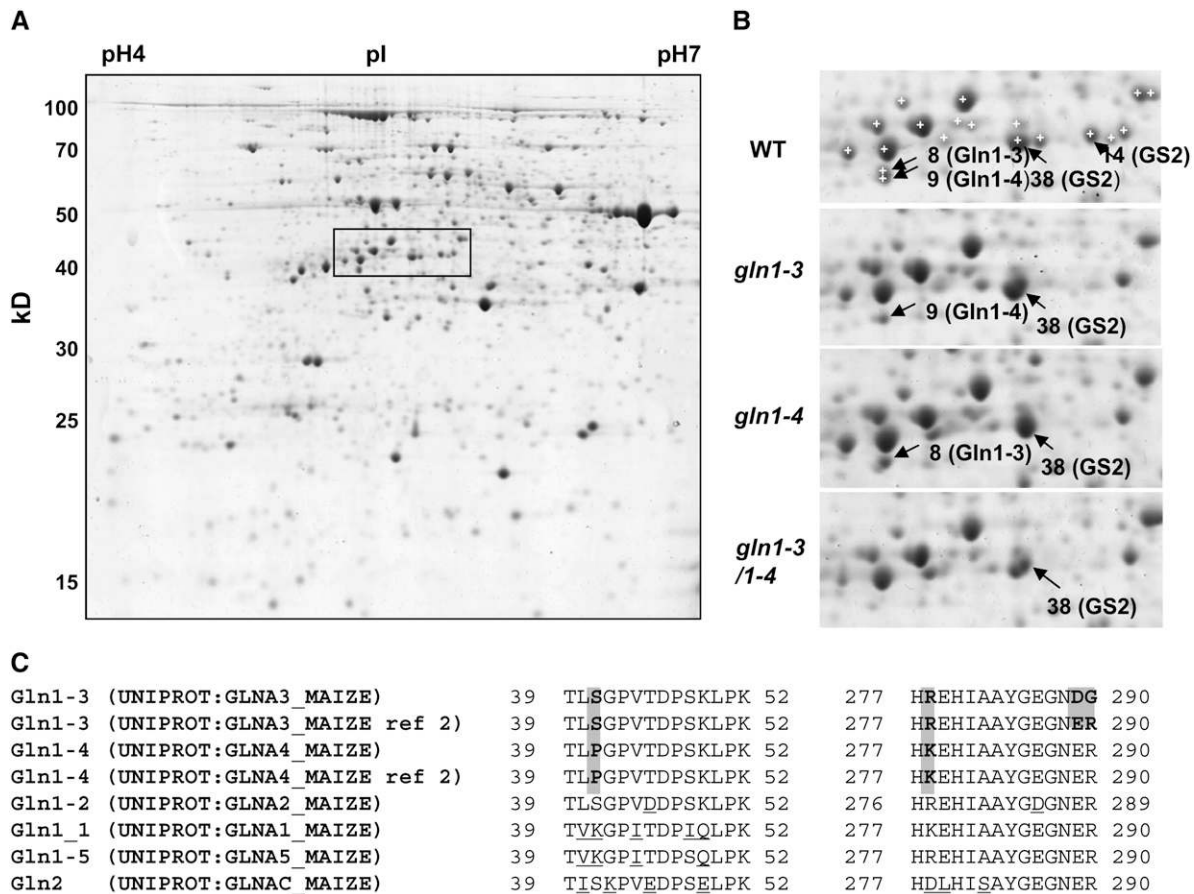 A
pH4 pI pH7
kD
100
70
50
40
30
25
15
B
WT
8 (Gln1-3)
9 (Gln1-4)
38 (GS2)
14 (GS2)
gln1-3
9 (Gln1-4)
38 (GS2)
gln1-4
8 (Gln1-3)
38 (GS2)
gln1-3
/1-4
38 (GS2)
C
Gln1-3 (UNIPROT:GLNA3_MAIZE) 39 TLSGPVTDPSKLPK 52 277 HREHIAAYGEGNDG 290
Gln1-3 (UNIPROT:GLNA3_MAIZE ref 2) 39 TLSGPVTDPSKLPK 52 277 HREHIAAYGEGNER 290
Gln1-4 (UNIPROT:GLNA4_MAIZE) 39 TLPGPVTDPSKLPK 52 277 HKEHIAAYGEGNER 290
Gln1-4 (UNIPROT:GLNA4_MAIZE ref 2) 39 TLPGPVTDPSKLPK 52 277 HKEHIAAYGEGNER 290
Gln1-2 (UNIPROT:GLNA2_MAIZE) 39 TLSGPVDDPSKLPK 52 276 HREHIAAYGDGNER 289
Gln1_1 (UNIPROT:GLNA1_MAIZE) 39 TVKGPITDPIQLPK 52 277 HKEHIAAYGEGNER 290
Gln1-5 (UNIPROT:GLNA5_MAIZE) 39 TVKGPITDPSQLPK 52 277 HREHIAAYGEGNER 290
Gln2 (UNIPROT:GLNAC_MAIZE) 39 TISKPVEDPSELPK 52 277 HDLHISAYGEGNER 290